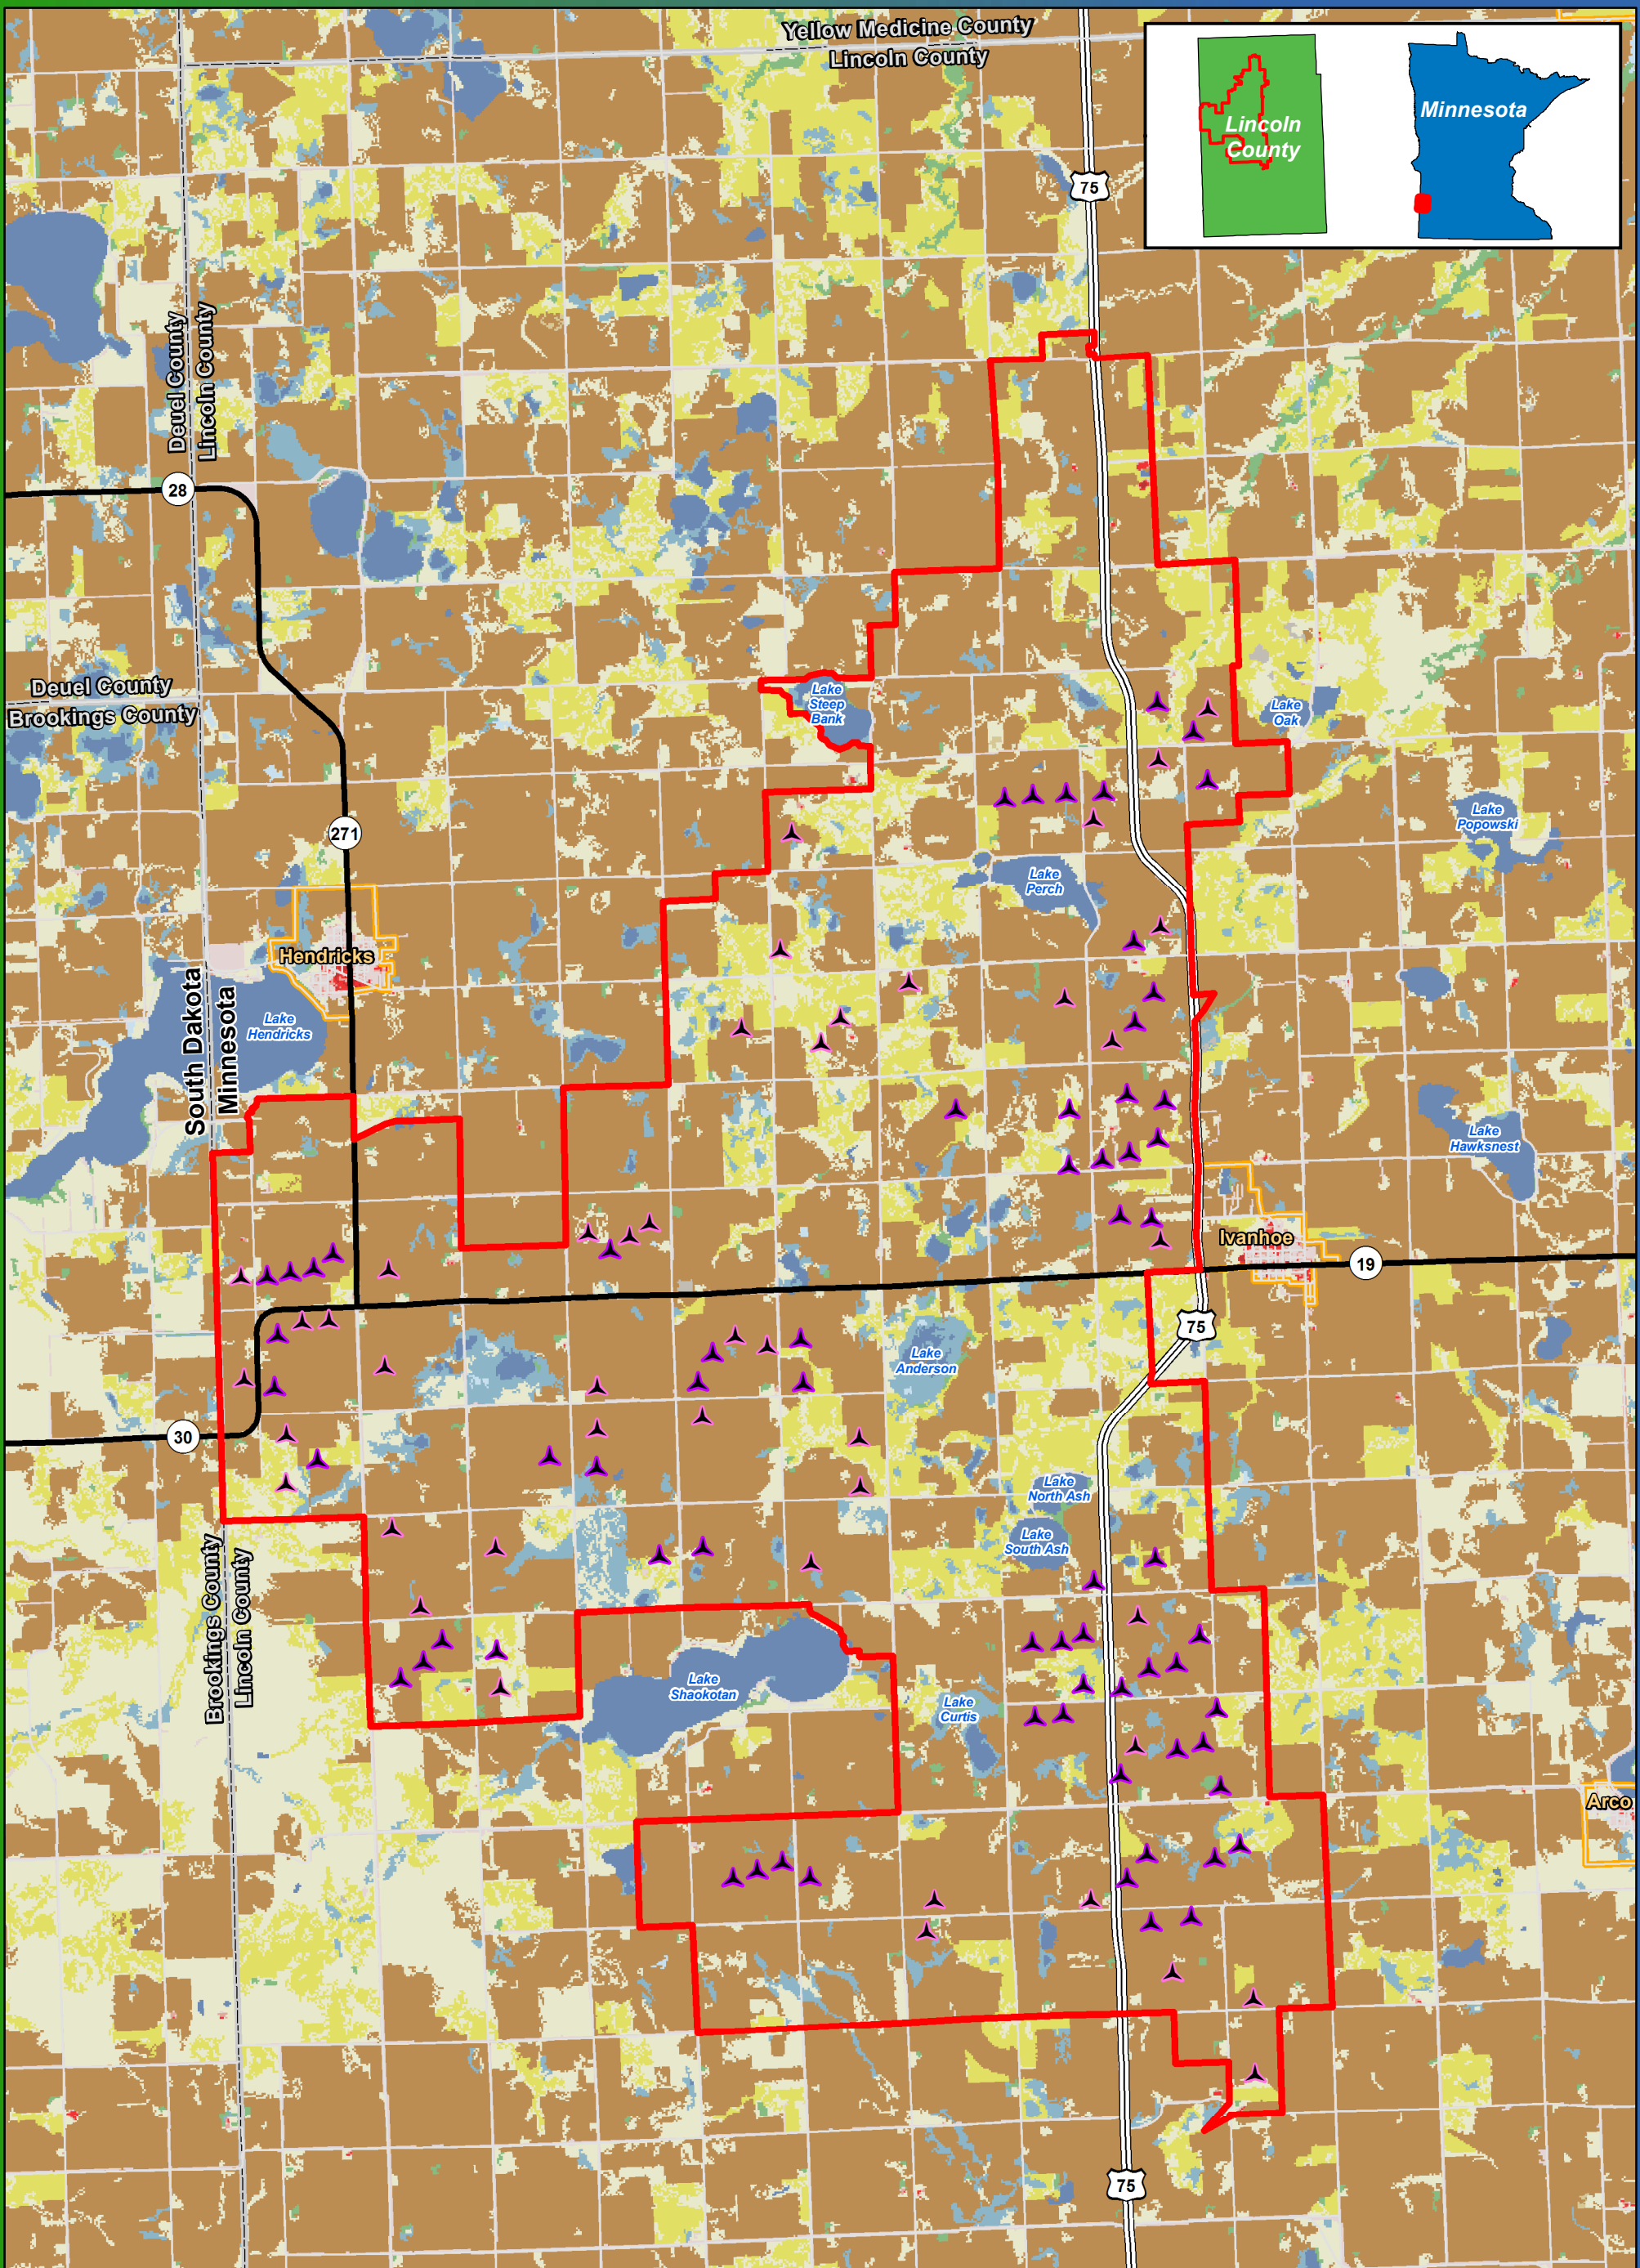 Yellow Medicine County
Lincoln County
Lincoln
County
Minnesota
75
Deuel County
Lincoln County
28
Deuel County
Brookings County
Lake
Steep
Bank
Lake
Oak
Lake
Popowski
271
Lake
Perch
Hendricks
Lake
Hendricks
South Dakota
Minnesota
Lake
Hawksnest
Ivanhoe
19
75
Lake
Anderson
30
Lake
North Ash
Lake
South Ash
Brookings County
Lincoln County
Lake
Shaokotan
Lake
Curtis
Arco
75